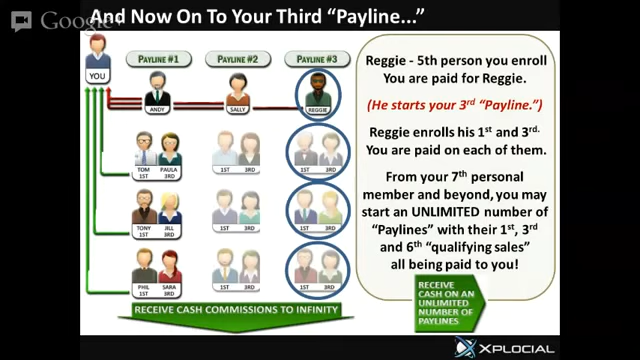 And Now On To Your Third “Payline...”
Google+
YOU
PAYLINE #1
PAYLINE #2
PAYLINE #3
ANDY
SALLY
REGGIE
TOM
1ST
PAULA
3RD
1ST
3RD
1ST
3RD
TONY
1ST
JILL
3RD
1ST
3RD
1ST
3RD
PHIL
1ST
SARA
3RD
1ST
3RD
1ST
3RD
RECEIVE CASH COMMISSIONS TO INFINITY
Reggie - 5th person you enroll
You are paid for Reggie.
(He starts your 3rd “Payline.”)
Reggie enrolls his 1st and 3rd.
You are paid on each of them.
From your 7th personal
member and beyond, you may
start an UNLIMITED number of
“Paylines” with their 1st, 3rd
and 6th “qualifying sales”
all being paid to you!
RECEIVE
CASH ON AN
UNLIMITED
NUMBER OF
PAYLINES
XPLOCIAL